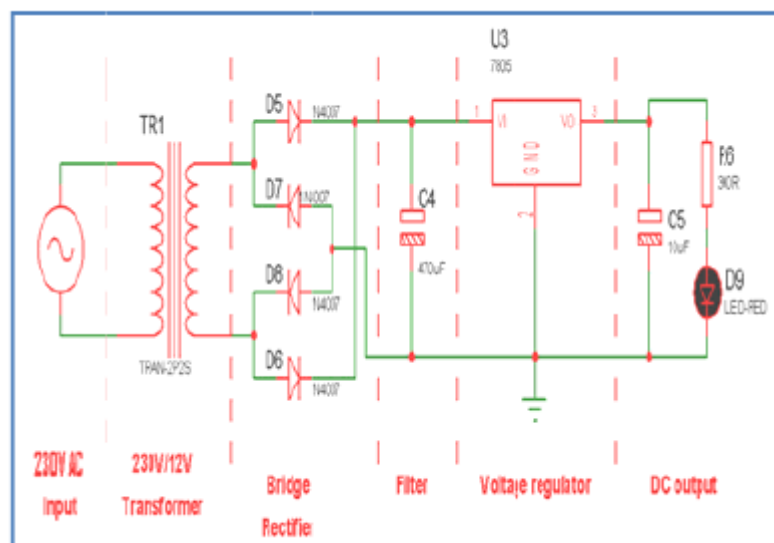 U3
7805
D5
1N4007
TR1
1
VI
VO
3
GND
2
D7
1N4007
C4
470uF
R6
C5
10uF
D8
1N4007
D9
LED-RED
D6
1N4007
TRAN-2P2S
230V AC
Input
230V/12V
Transformer
Bridge
Rectifier
Filter
Voltage regulator
DC output